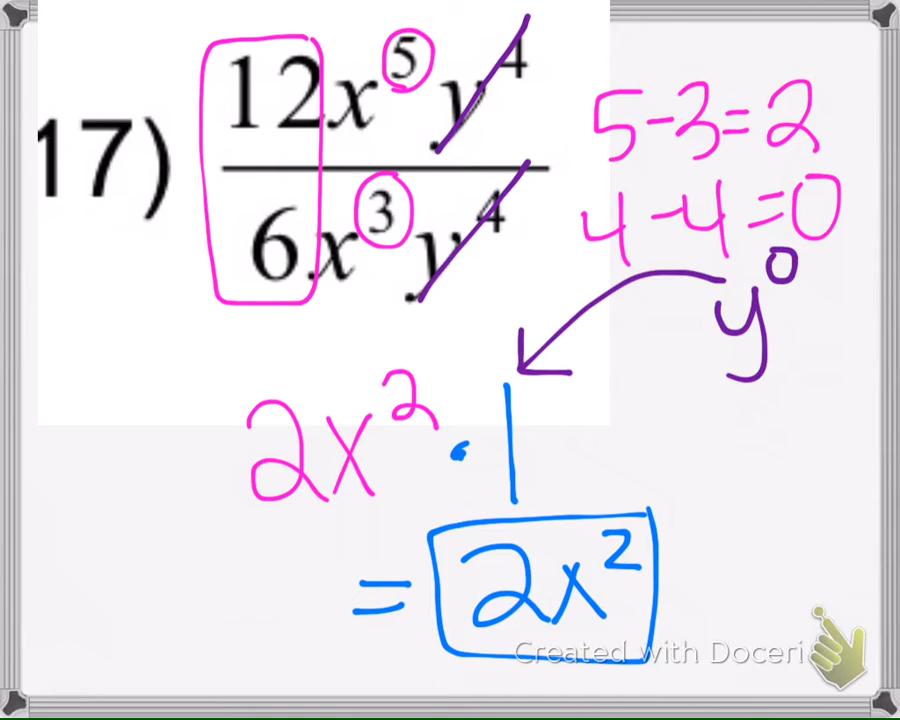 17) 12x⁵y⁴
6x³y⁴
5-3=2
4-4=0
y⁰
2x² · 1
= 2x²
Created with Doceri